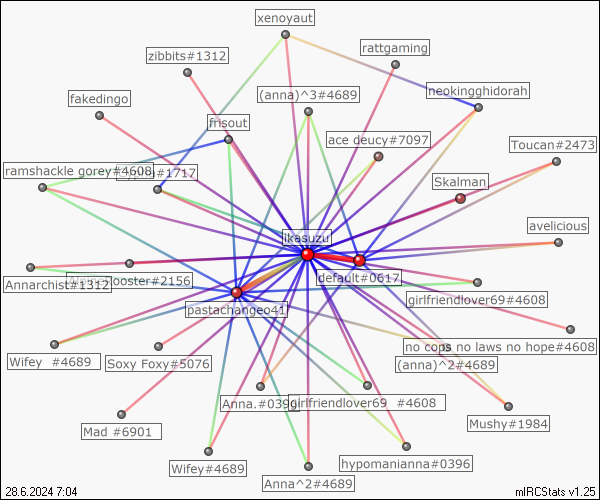 xenoyaut
rattgaming
zibbits#1312
neokingghidorah
(anna)^3#4689
fakedingo
frisout
ace deucy#7097
Toucan#2473
ramshackle gorey#4608
#1717
Skalman
avelicious
ikasuzu
default#0617
Annarchist#1312
ooster#2156
girlfriendlover69#4608
pastachangeo41
no cops no laws no hope#4608
Wifey #4689
Soxy Foxy#5076
(anna)^2#4689
Anna.#039
girlfriendlover69 #4608
Mushy#1984
Mad #6901
Wifey#4689
hypomanianna#0396
Anna^2#4689
28.6.2024 7:04
mIRCStats v1.25